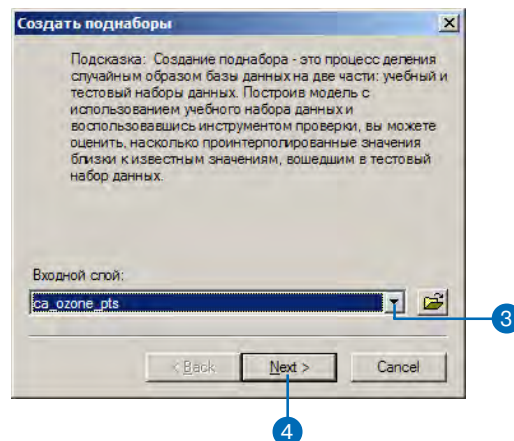 Создать поднаборы
Подсказка: Создание поднабора - это процесс деления
случайным образом базы данных на две части: учебный и
тестовый наборы данных. Построив модель с
использованием учебного набора данных и
воспользовавшись инструментом проверки, вы можете
оценить, насколько проинтерполированные значения
близки к известным значениям, вошедшим в тестовый
набор данных.
Входной слой:
ca_ozone_pts
3
< Back Next > Cancel
4